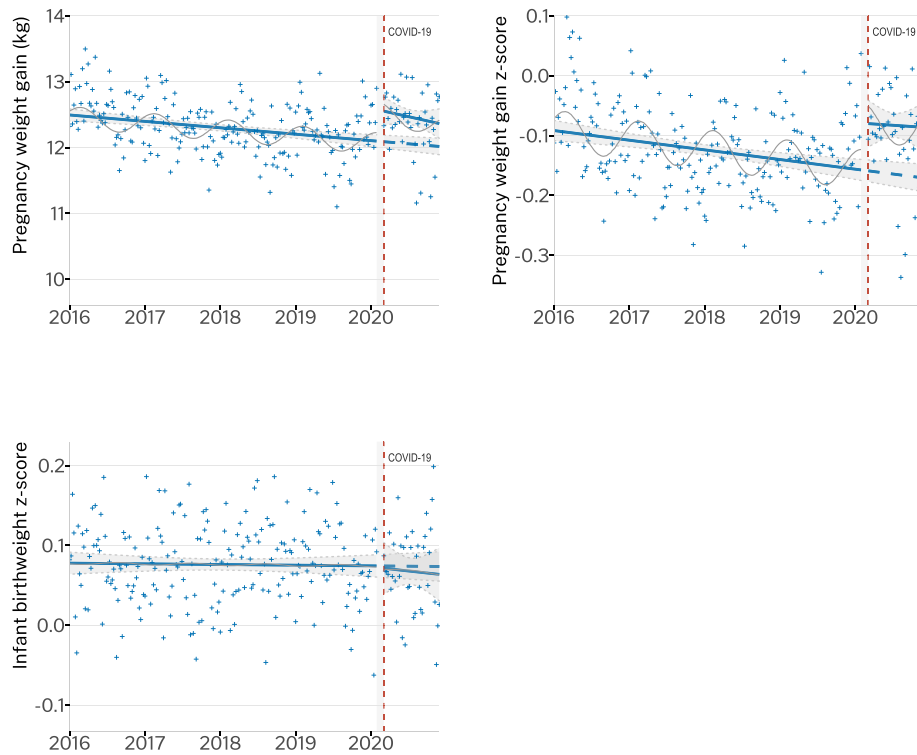 Pregnancy weight gain (kg)
14
13
12
11
10
2016 2017 2018 2019 2020
COVID-19
Pregnancy weight gain z-score
0.1
0.0
-0.1
-0.2
-0.3
2016 2017 2018 2019 2020
COVID-19
Infant birthweight z-score
0.2
0.1
0.0
-0.1
2016 2017 2018 2019 2020
COVID-19